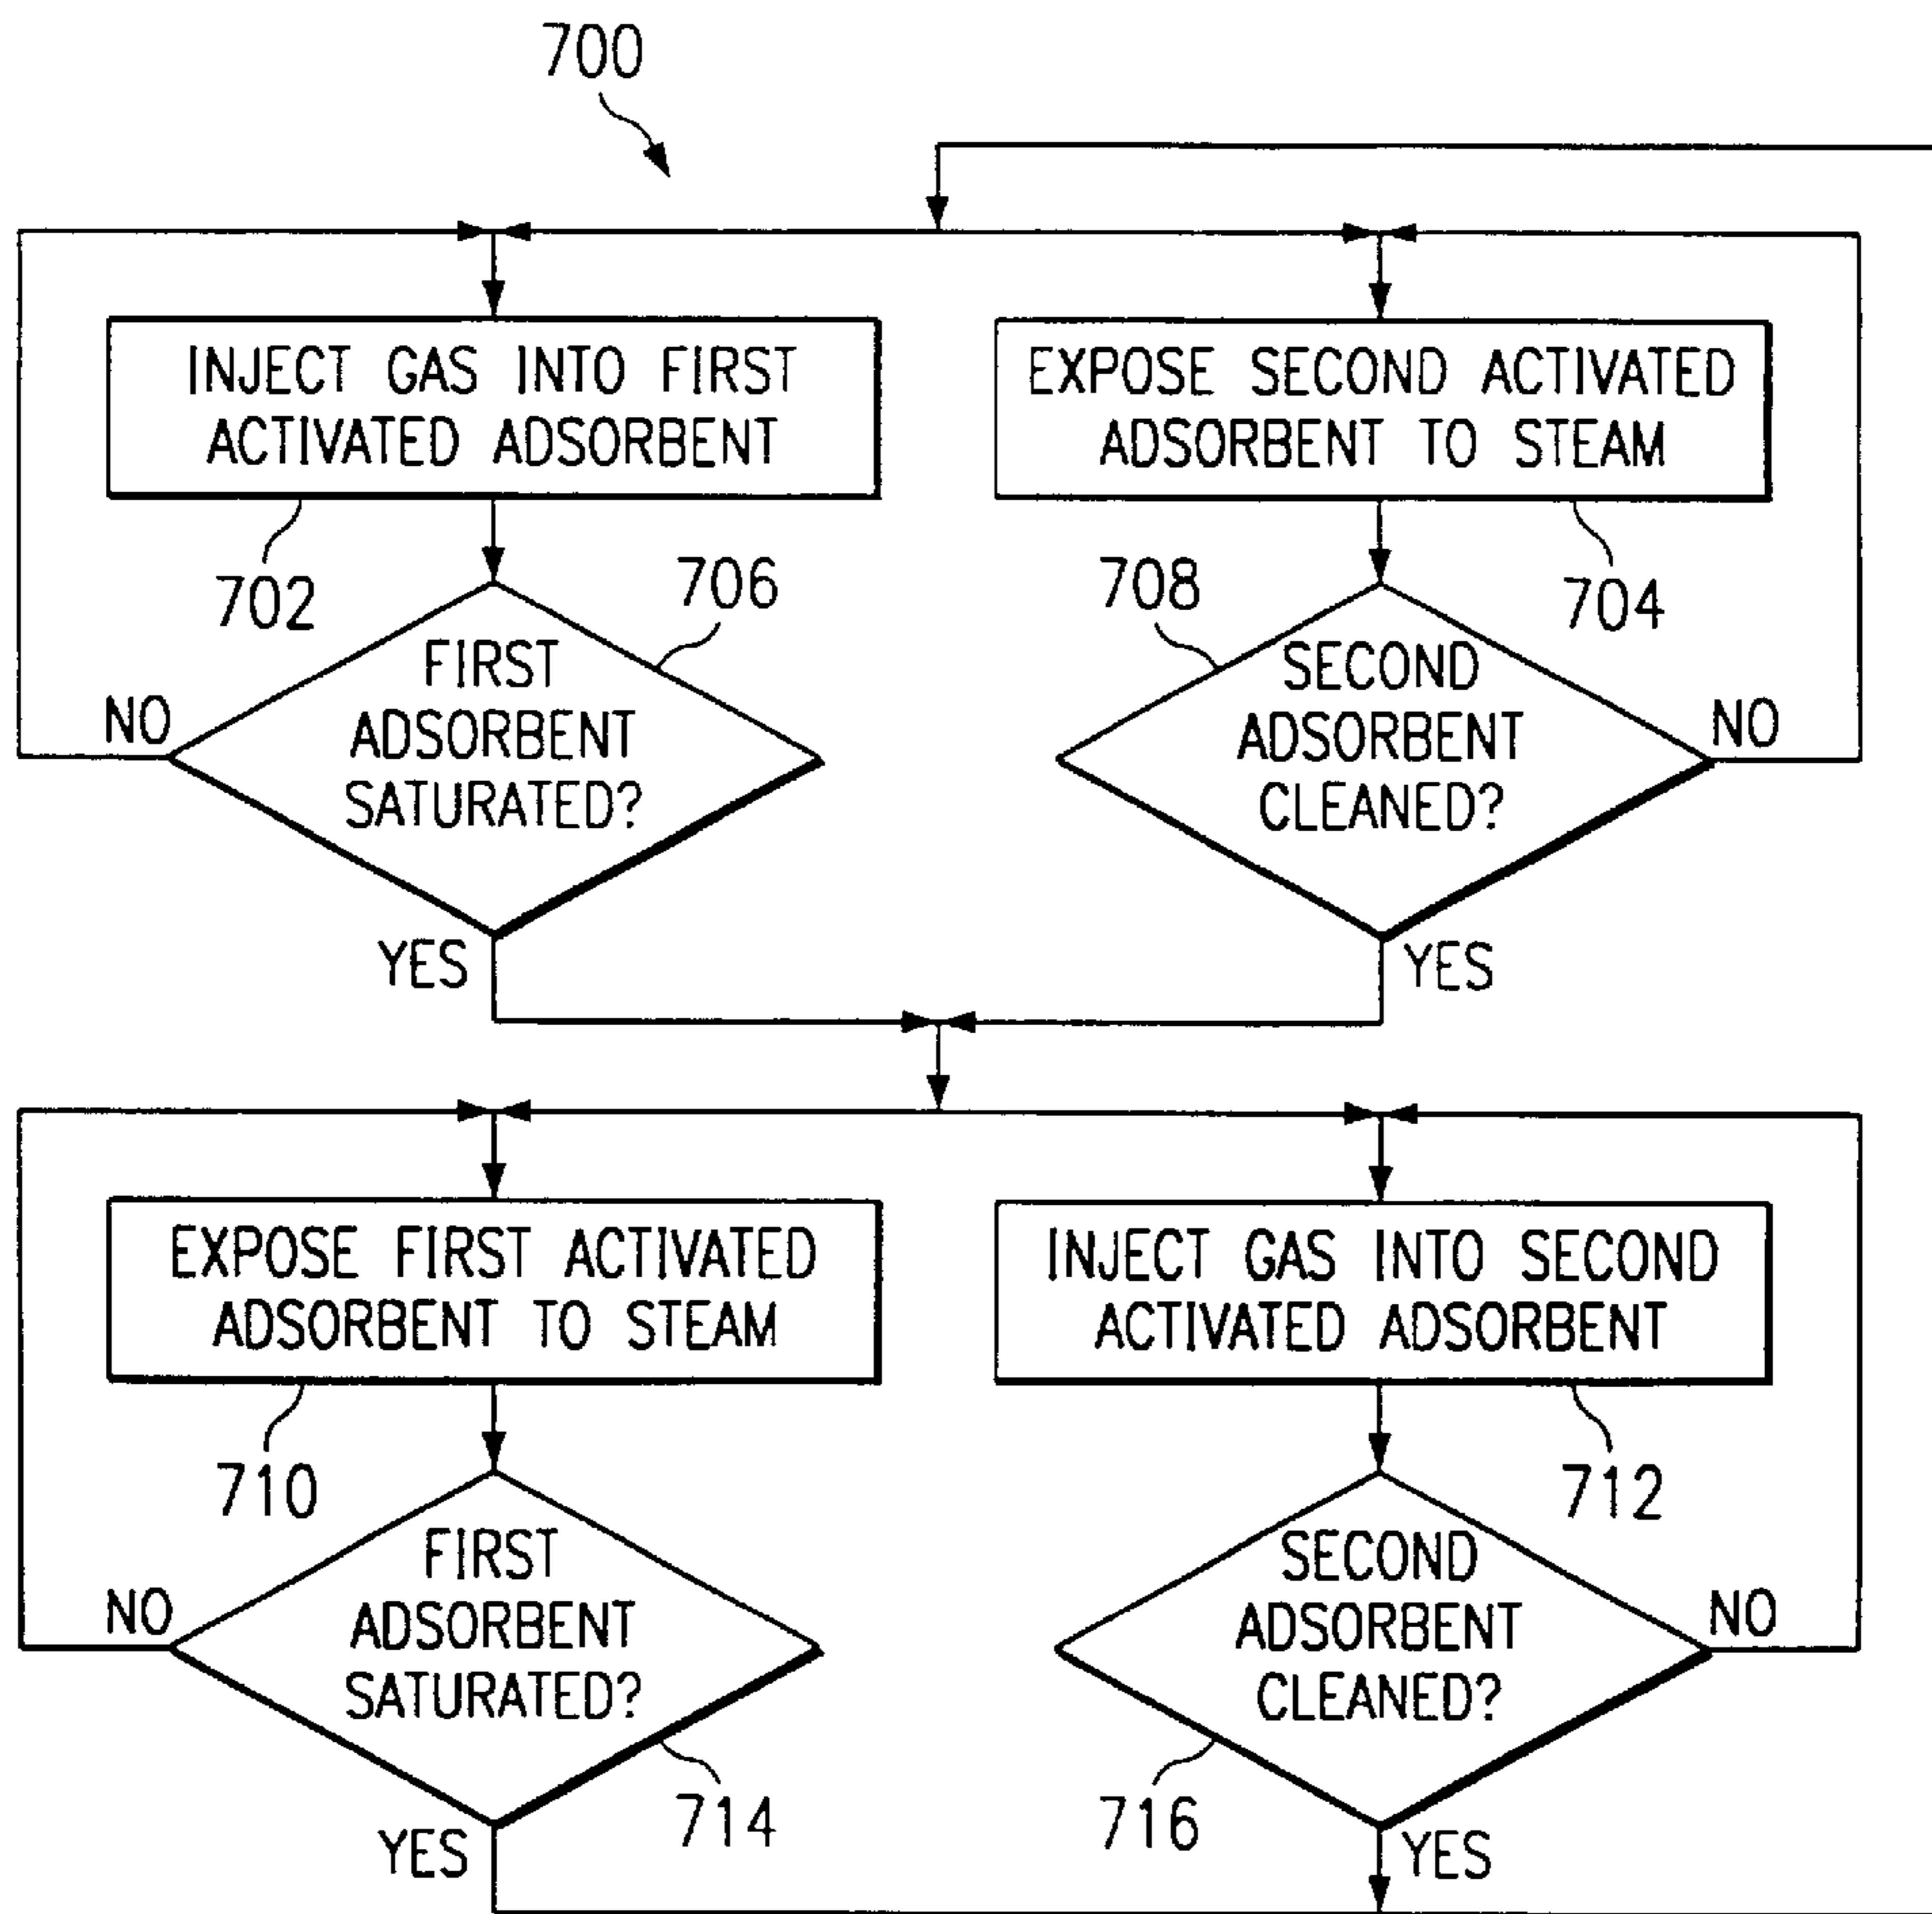 700
INJECT GAS INTO FIRST
ACTIVATED ADSORBENT
EXPOSE SECOND ACTIVATED
ADSORBENT TO STEAM
702
706
708
704
FIRST
ADSORBENT
SATURATED?
NO
SECOND
ADSORBENT
CLEANED?
NO
YES
YES
EXPOSE FIRST ACTIVATED
ADSORBENT TO STEAM
INJECT GAS INTO SECOND
ACTIVATED ADSORBENT
710
712
FIRST
ADSORBENT
SATURATED?
NO
SECOND
ADSORBENT
CLEANED?
NO
714
716
YES
YES